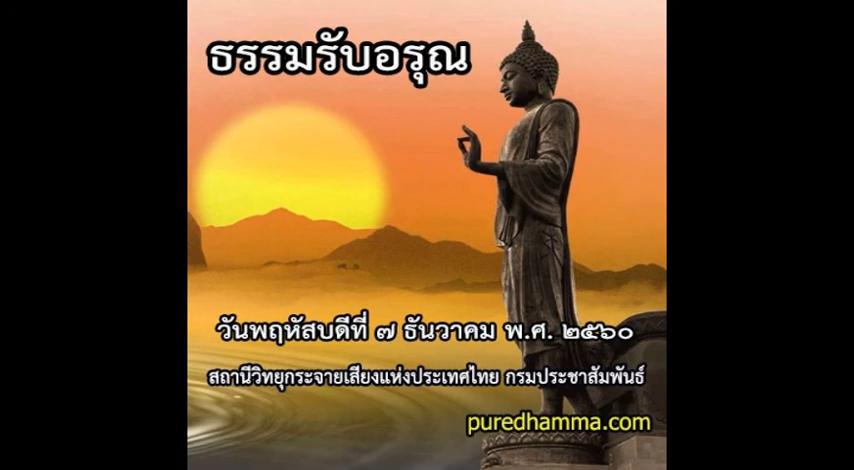 ธรรมรับอรุณ
วันพฤหัสบดีที่ ๗ ธันวาคม พ.ศ. ๒๕๖๐
สถานีวิทยุกระจายเสียงแห่งประเทศไทย กรมประชาสัมพันธ์
puredhamma.com